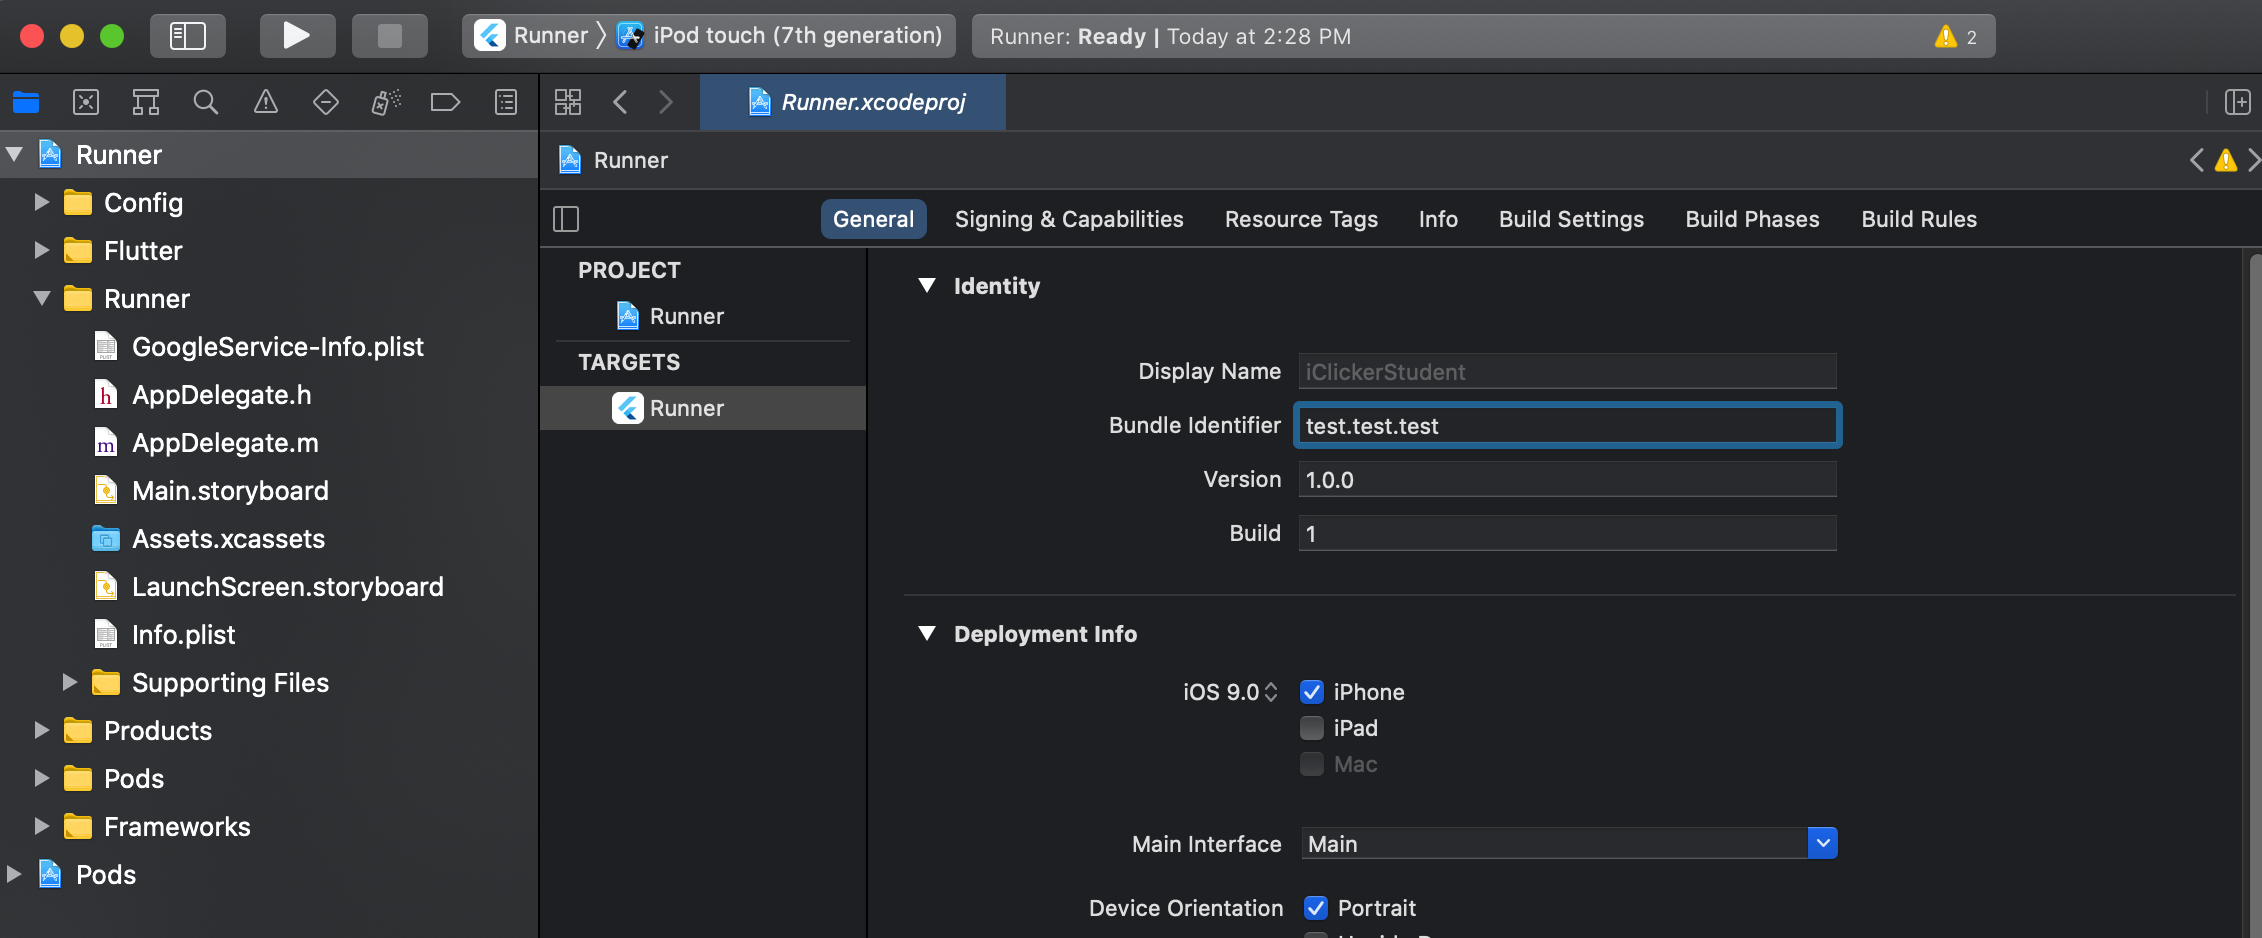 Runner 〉 iPod touch (7th generation)
Runner: Ready | Today at 2:28 PM
2
Runner.xcodeproj
Runner
Config
Flutter
Runner
GoogleService-Info.plist
h AppDelegate.h
m AppDelegate.m
Main.storyboard
Assets.xcassets
LaunchScreen.storyboard
Info.plist
Supporting Files
Products
Pods
Frameworks
Pods
Runner
General Signing & Capabilities Resource Tags Info Build Settings Build Phases Build Rules
PROJECT
Runner
TARGETS
Runner
Identity
Display Name iClickerStudent
Bundle Identifier test.test.test
Version 1.0.0
Build 1
Deployment Info
iOS 9.0 iPhone
iPad
Mac
Main Interface Main
Device Orientation Portrait